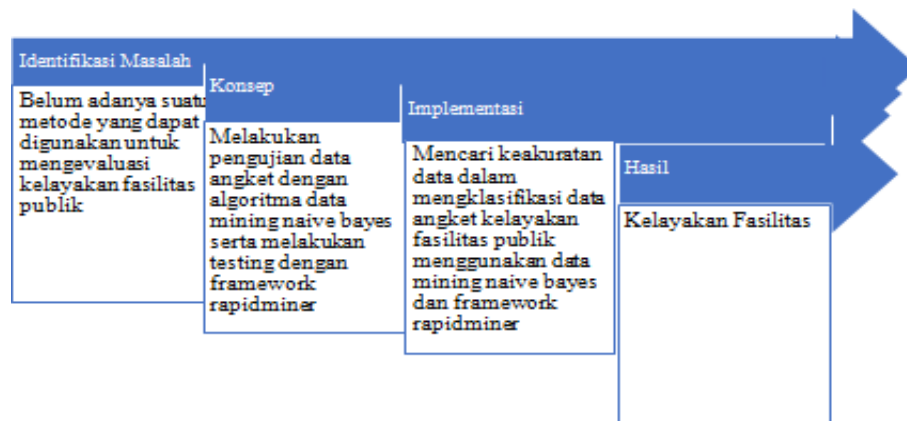 Identifikasi Masalah
Belum adanya suatu
metode yang dapat
digunakan untuk
mengevaluasi
kelayakan fasilitas
publik
Konsep
Melakukan
pengujian data
angket dengan
algoritma data
mining naive bayes
serta melakukan
testing dengan
framework
rapidminer
Implementasi
Mencari keakuratan
data dalam
mengklasifikasi data
angket kelayakan
fasilitas publik
menggunakan data
mining naive bayes
dan framework
rapidminer
Hasil
Kelayakan Fasilitas